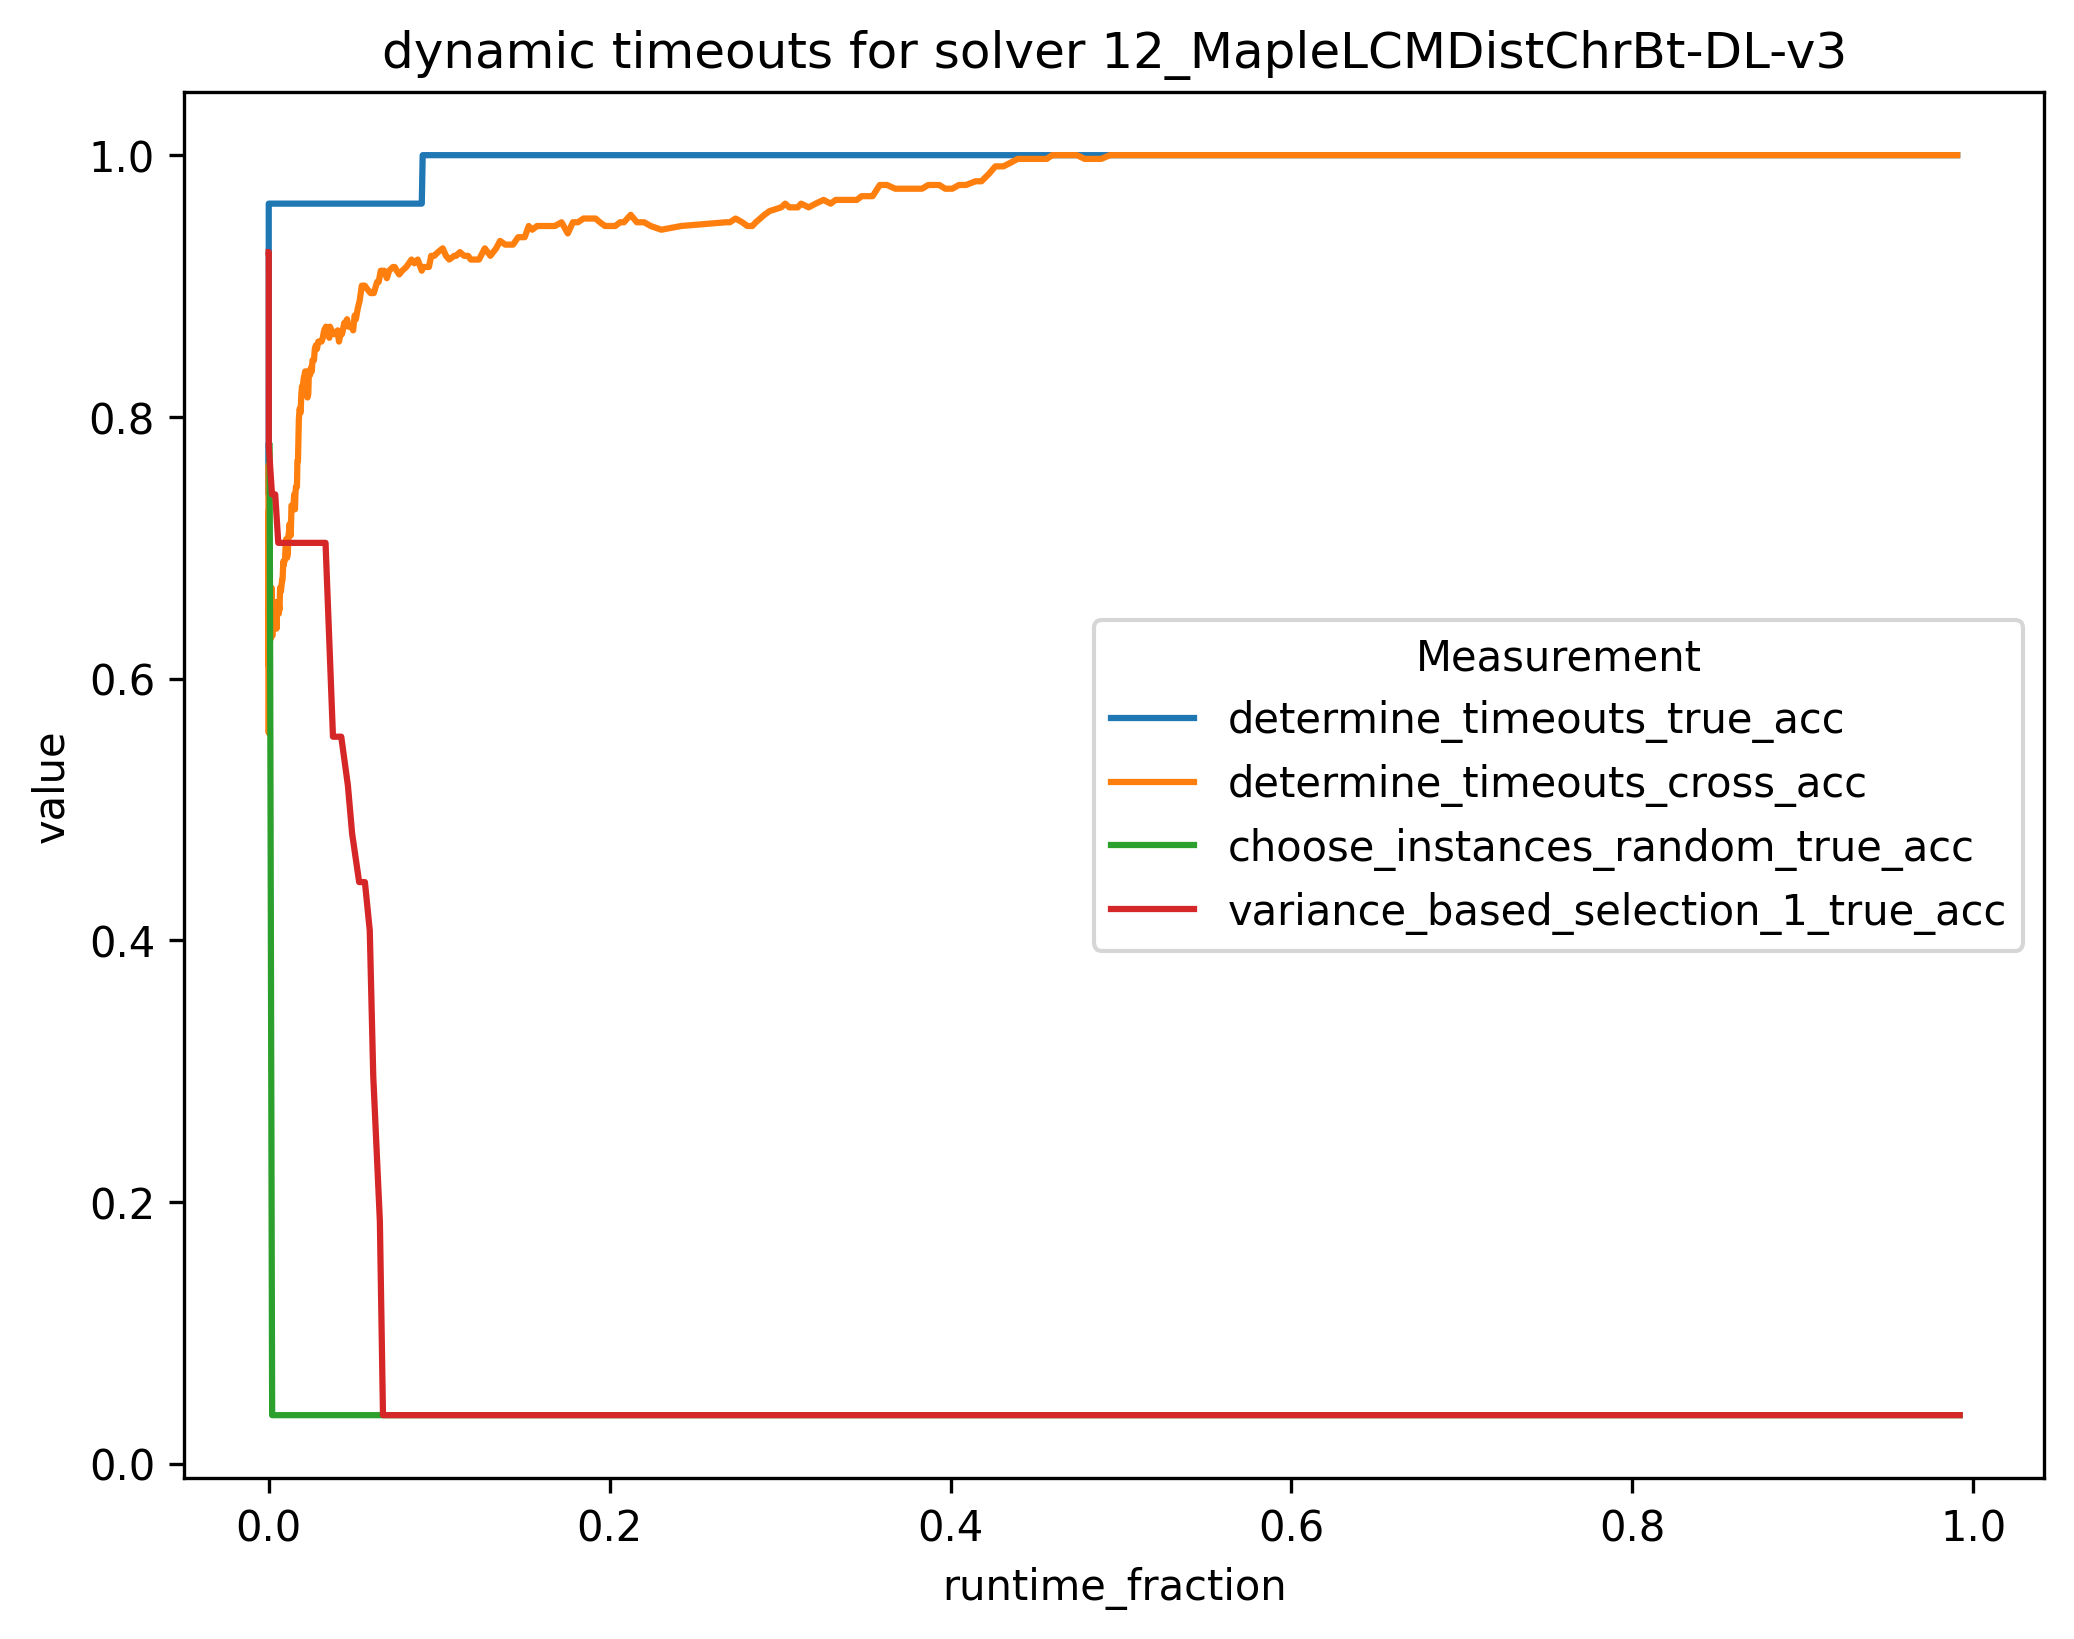 dynamic timeouts for solver 12_MapleLCMDistChrBt-DL-v3
1.0
0.8
0.6
0.4
0.2
0.0
value
Measurement
determine_timeouts_true_acc
determine_timeouts_cross_acc
choose_instances_random_true_acc
variance_based_selection_1_true_acc
0.0 0.2 0.4 0.6 0.8 1.0
runtime_fraction